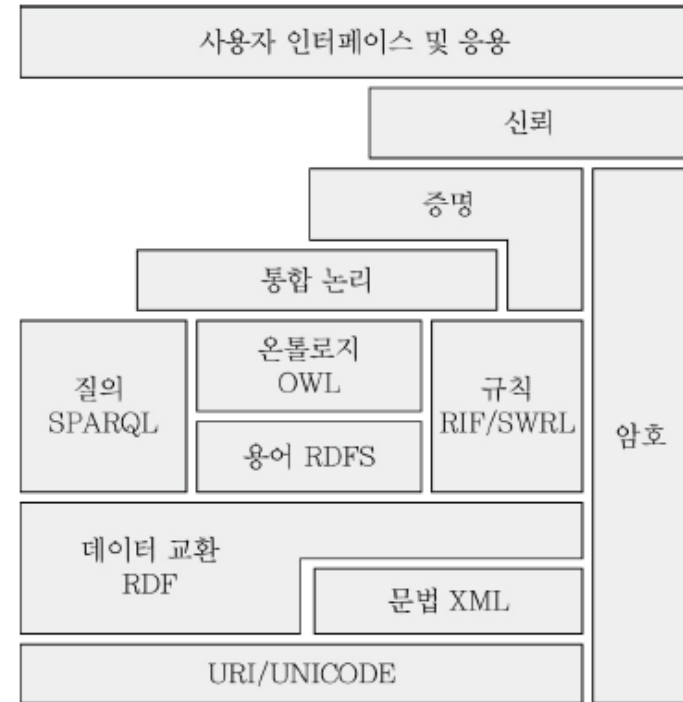 사용자 인터페이스 및 응용
신뢰
증명
통합 논리
질의
SPARQL
온톨로지
OWL
용어 RDFS
규칙
RIF/SWRL
암호
데이터 교환
RDF
문법 XML
URI/UNICODE